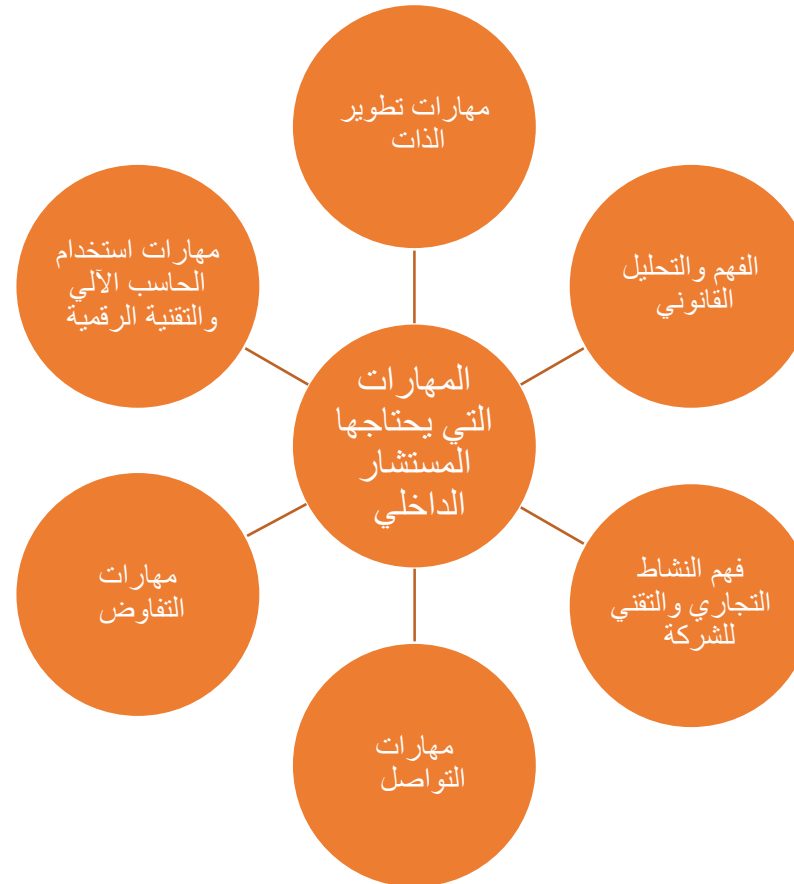 مهارات تطوير
الذات
الفهم والتحليل
القانوني
فهم النشاط
التجاري والتقني
للشركة
مهارات
التواصل
مهارات
التفاوض
مهارات استخدام
الحاسب الآلي
والتقنية الرقمية
المهارات
التي يحتاجها
المستشار
الداخلي